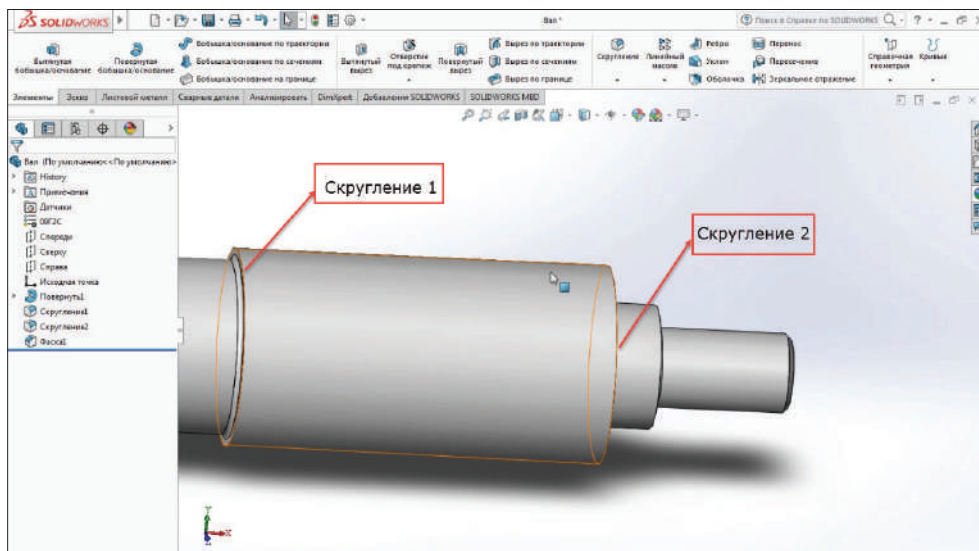 SOLIDWORKS
Вал *
Поиск в Справке по SOLIDWORKS
Вытянутая бобышка/основание
Повернутая бобышка/основание
Бобышка/основание по траектории
Бобышка/основание по сечениям
Бобышка/основание на границе
Вытянутый вырез
Отверстие под крепеж
Повернутый вырез
Вырез по траектории
Вырез по сечениям
Вырез по границе
Скругление
Линейный массив
Ребро
Уклон
Оболочка
Перенос
Пересечение
Зеркальное отражение
Справочная геометрия
Кривые
Элементы
Эскиз
Листовой металл
Сварные детали
Анализировать
DimXpert
Добавления SOLIDWORKS
SOLIDWORKS MBD
Вал (По умолчанию<<По умолчанию>
History
Примечания
Датчики
09Г2С
Спереди
Сверху
Справа
Исходная точка
Повернуть1
Скругление1
Скругление2
Фаска1
Скругление 1
Скругление 2